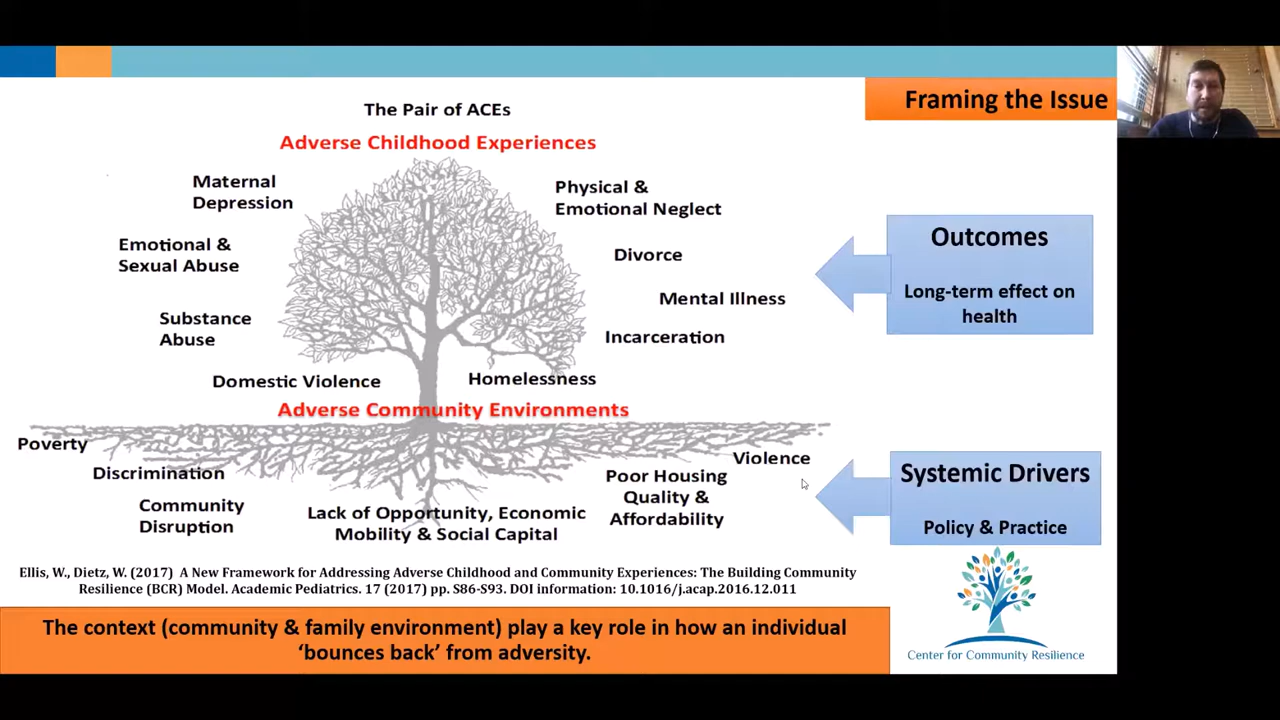 Framing the Issue
The Pair of ACEs
Adverse Childhood Experiences
Maternal
Depression
Physical &
Emotional Neglect
Emotional &
Sexual Abuse
Divorce
Mental Illness
Substance
Abuse
Incarceration
Domestic Violence
Homelessness
Outcomes
Long-term effect on
health
Adverse Community Environments
Poverty
Discrimination
Community
Disruption
Lack of Opportunity, Economic
Mobility & Social Capital
Poor Housing
Quality &
Affordability
Violence
Systemic Drivers
Policy & Practice
Ellis, W., Dietz, W. (2017) A New Framework for Addressing Adverse Childhood and Community Experiences: The Building Community
Resilience (BCR) Model. Academic Pediatrics. 17 (2017) pp. S86-S93. DOI information: 10.1016/j.acap.2016.12.011
The context (community & family environment) play a key role in how an individual
‘bounces back’ from adversity.
Center for Community Resilience